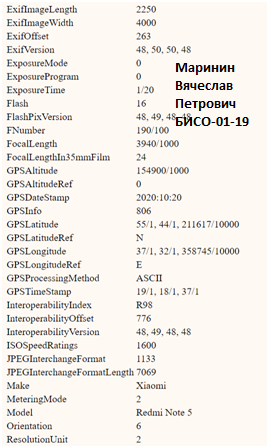 ExifImageLength 2250
ExifImageWidth 4000
ExifOffset 263
ExifVersion 48, 50, 50, 48
ExposureMode 0
ExposureProgram 0
ExposureTime 1/20
Flash 16
FlashPixVersion 48, 49, 48, 48
FNumber 190/100
FocalLength 3940/1000
FocalLengthIn35mmFilm 24
GPSAltitude 154900/1000
GPSAltitudeRef 0
GPSDateStamp 2020:10:20
GPSInfo 806
GPSLatitude 55/1, 44/1, 211617/10000
GPSLatitudeRef N
GPSLongitude 37/1, 32/1, 358745/10000
GPSLongitudeRef E
GPSProcessingMethod ASCII
GPSTimeStamp 19/1, 18/1, 37/1
InteroperabilityIndex R98
InteroperabilityOffset 776
InteroperabilityVersion 48, 49, 48, 48
ISOSpeedRatings 1600
JPEGInterchangeFormat 1133
JPEGInterchangeFormatLength 7069
Make Xiaomi
MeteringMode 2
Model Redmi Note 5
Orientation 6
ResolutionUnit 2
Маринин
Вячеслав
Петрович
БИСО-01-19